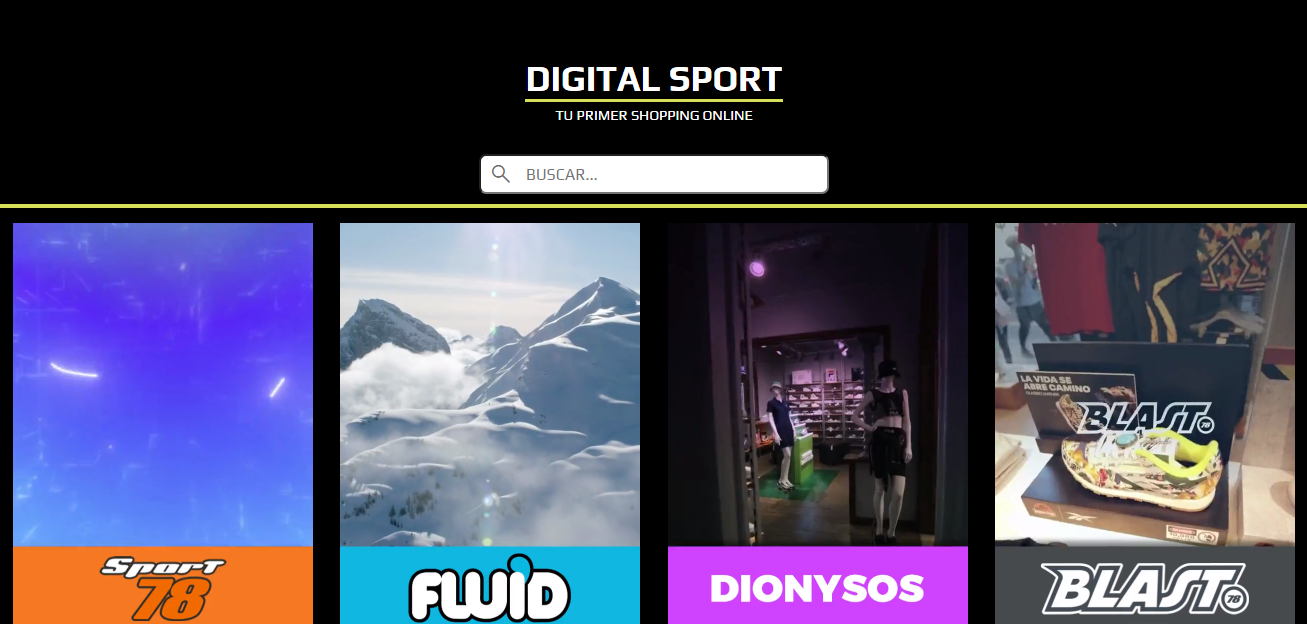 DIGITAL SPORT
TU PRIMER SHOPPING ONLINE
BUSCAR...
LA VIDA SE
ABRE CAMINO
BLAST 78
Sport
78
FLUID
DIONYSOS
BLAST 78